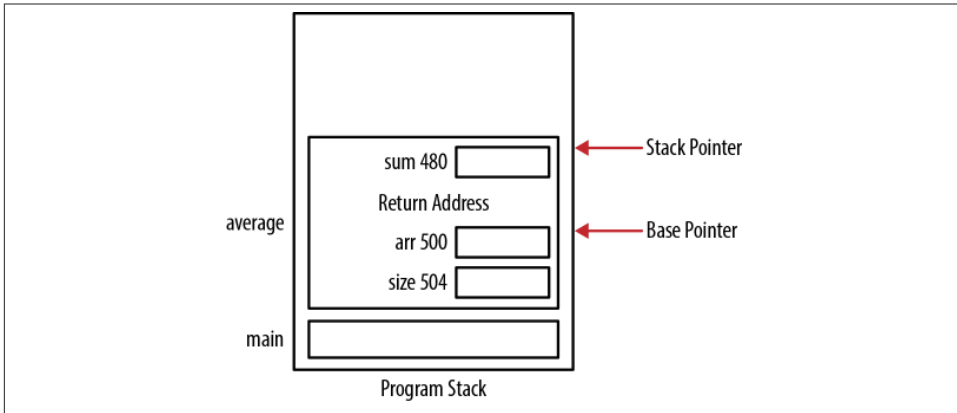 Stack Pointer
sum 480
Return Address
average
Base Pointer
arr 500
size 504
main
Program Stack